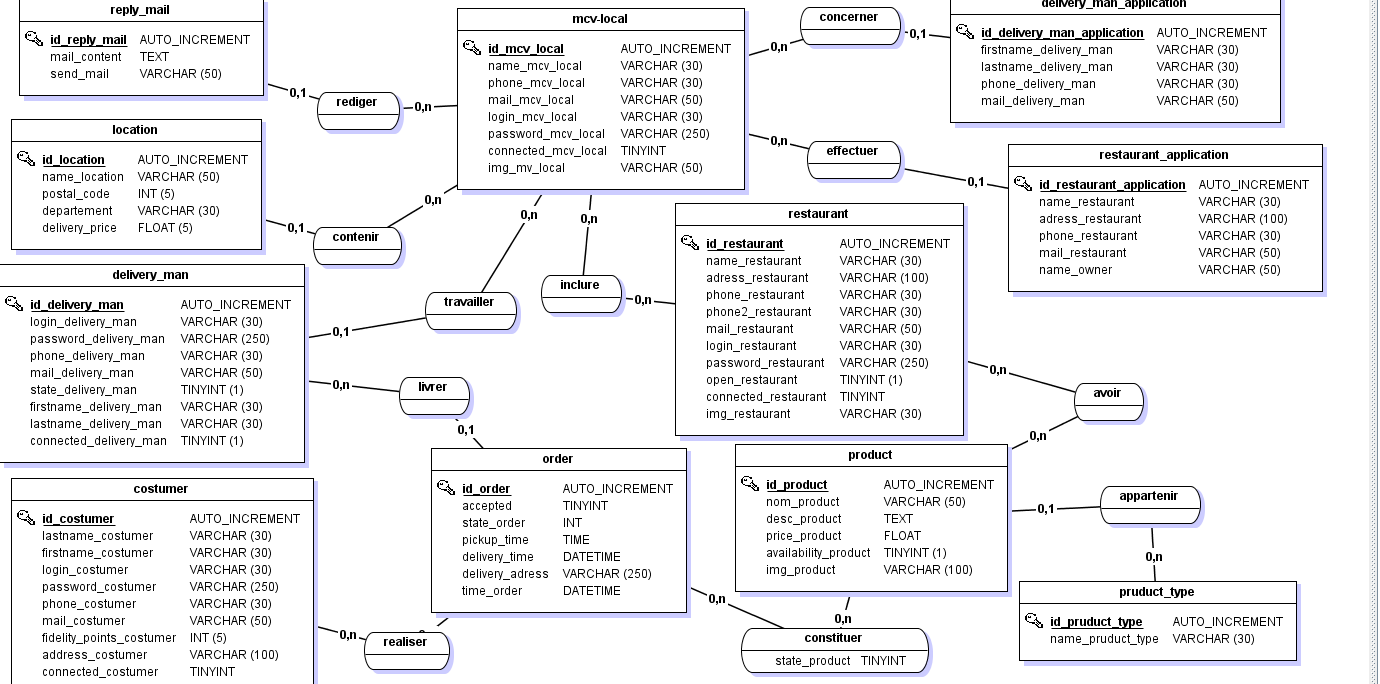 reply_mail
id_reply_mail AUTO_INCREMENT
mail_content TEXT
send_mail VARCHAR (50)
mcv-local
id_mcv_local AUTO_INCREMENT
name_mcv_local VARCHAR (30)
phone_mcv_local VARCHAR (30)
mail_mcv_local VARCHAR (50)
login_mcv_local VARCHAR (30)
password_mcv_local VARCHAR (250)
connected_mcv_local TINYINT
img_mv_local VARCHAR (50)
concerner
0,n
0,1
delivery_man_application
id_delivery_man_application AUTO_INCREMENT
firstname_delivery_man VARCHAR (30)
lastname_delivery_man VARCHAR (30)
phone_delivery_man VARCHAR (30)
mail_delivery_man VARCHAR (50)
0,1
rediger
0,n
location
id_location AUTO_INCREMENT
name_location VARCHAR (50)
postal_code INT (5)
departement VARCHAR (30)
delivery_price FLOAT (5)
0,n
effectuer
0,1
restaurant_application
id_restaurant_application AUTO_INCREMENT
name_restaurant VARCHAR (30)
adress_restaurant VARCHAR (100)
phone_restaurant VARCHAR (30)
mail_restaurant VARCHAR (50)
name_owner VARCHAR (50)
0,1
contenir
0,n
0,n
travailler
0,1
0,n
inclure
0,n
restaurant
id_restaurant AUTO_INCREMENT
name_restaurant VARCHAR (30)
adress_restaurant VARCHAR (100)
phone_restaurant VARCHAR (30)
phone2_restaurant VARCHAR (30)
mail_restaurant VARCHAR (50)
login_restaurant VARCHAR (30)
password_restaurant VARCHAR (250)
open_restaurant TINYINT (1)
connected_restaurant TINYINT
img_restaurant VARCHAR (30)
delivery_man
id_delivery_man AUTO_INCREMENT
login_delivery_man VARCHAR (30)
password_delivery_man VARCHAR (250)
phone_delivery_man VARCHAR (30)
mail_delivery_man VARCHAR (50)
state_delivery_man TINYINT (1)
firstname_delivery_man VARCHAR (30)
lastname_delivery_man VARCHAR (30)
connected_delivery_man TINYINT (1)
0,n
livrer
0,1
0,n
avoir
0,n
order
id_order AUTO_INCREMENT
accepted TINYINT
state_order INT
pickup_time TIME
delivery_time DATETIME
delivery_adress VARCHAR (250)
time_order DATETIME
product
id_product AUTO_INCREMENT
nom_product VARCHAR (50)
desc_product TEXT
price_product FLOAT
availability_product TINYINT (1)
img_product VARCHAR (100)
0,1
appartenir
0,n
costumer
id_costumer AUTO_INCREMENT
lastname_costumer VARCHAR (30)
firstname_costumer VARCHAR (30)
login_costumer VARCHAR (30)
password_costumer VARCHAR (250)
phone_costumer VARCHAR (30)
mail_costumer VARCHAR (50)
fidelity_points_costumer INT (5)
address_costumer VARCHAR (100)
connected_costumer TINYINT
0,n
realiser
0,n
0,n
constituer
state_product TINYINT
pruduct_type
id_pruduct_type AUTO_INCREMENT
name_pruduct_type VARCHAR (30)